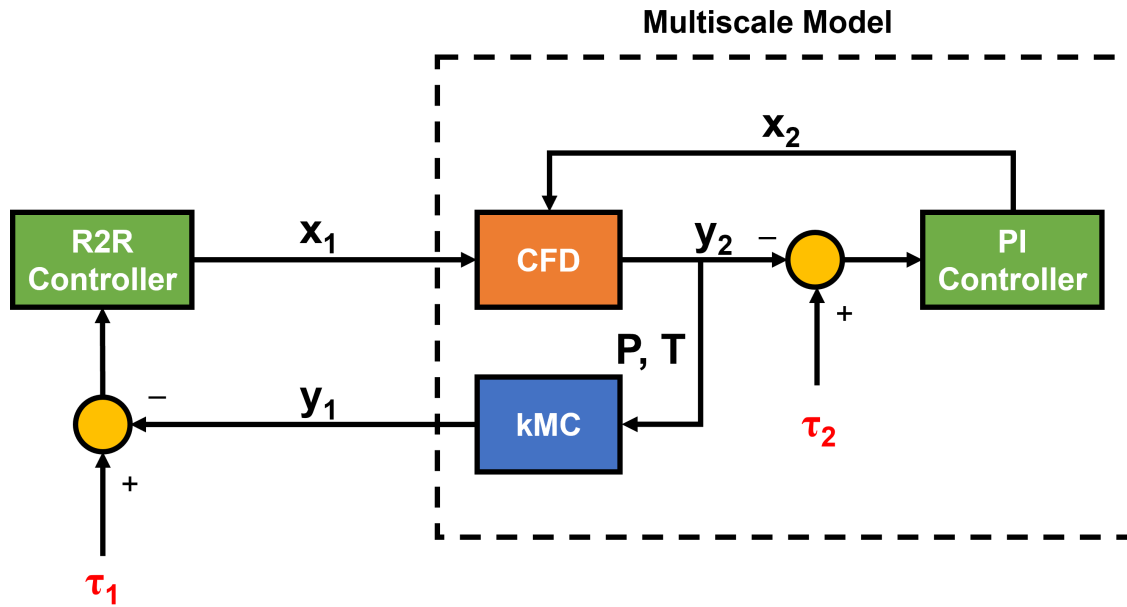 Multiscale Model
x₂
R2R
Controller
x₁
CFD
y₂
−
PI
Controller
+
P, T
τ₂
−
y₁
kMC
+
τ₁